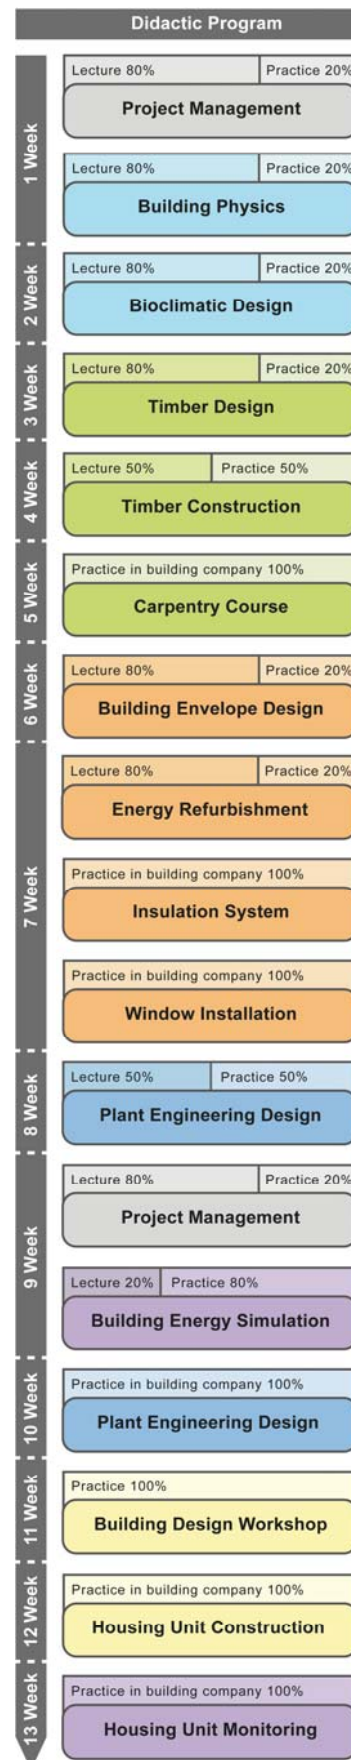 Didactic Program
1 Week
Lecture 80% Practice 20%
Project Management
Lecture 80% Practice 20%
Building Physics
2 Week
Lecture 80% Practice 20%
Bioclimatic Design
3 Week
Lecture 80% Practice 20%
Timber Design
4 Week
Lecture 50% Practice 50%
Timber Construction
5 Week
Practice in building company 100%
Carpentry Course
6 Week
Lecture 80% Practice 20%
Building Envelope Design
7 Week
Lecture 80% Practice 20%
Energy Refurbishment
Practice in building company 100%
Insulation System
Practice in building company 100%
Window Installation
8 Week
Lecture 50% Practice 50%
Plant Engineering Design
9 Week
Lecture 80% Practice 20%
Project Management
Lecture 20% Practice 80%
Building Energy Simulation
10 Week
Practice in building company 100%
Plant Engineering Design
11 Week
Practice 100%
Building Design Workshop
12 Week
Practice in building company 100%
Housing Unit Construction
13 Week
Practice in building company 100%
Housing Unit Monitoring